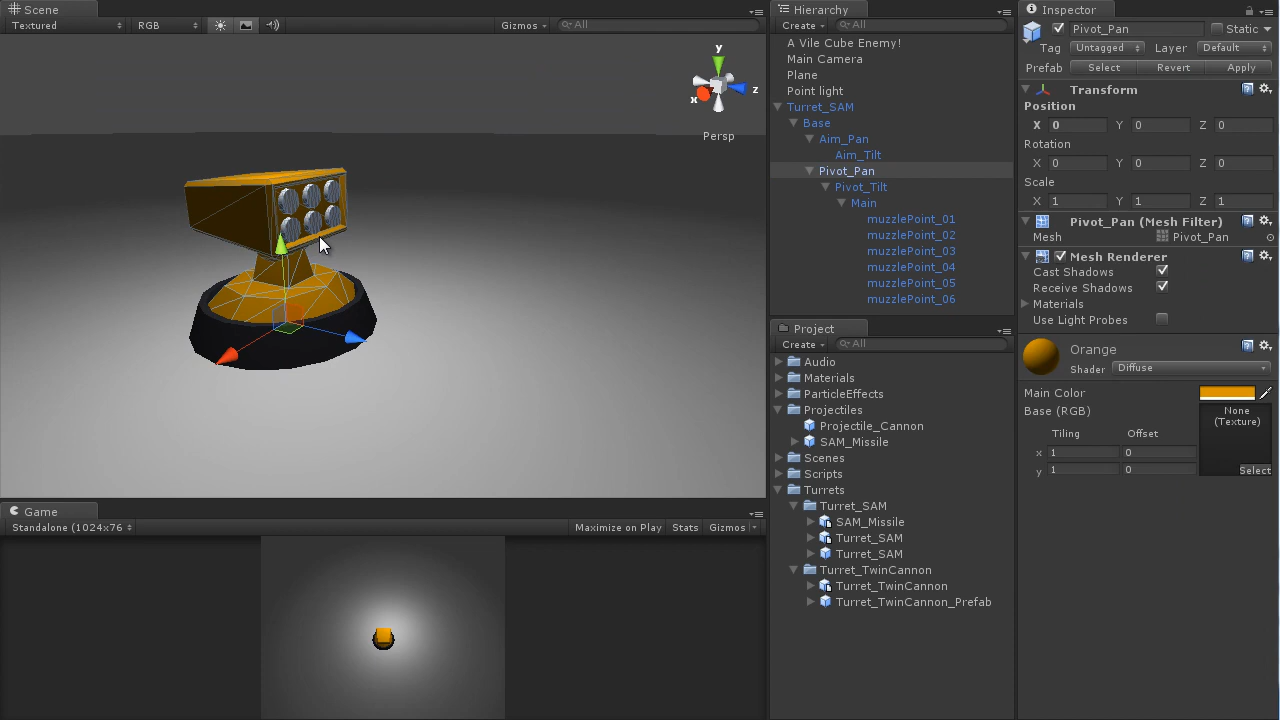 Scene
Textured
RGB
Gizmos
All
y
x
z
Persp
Game
Standalone (1024x76
Maximize on Play
Stats
Gizmos
Hierarchy
Create
All
A Vile Cube Enemy!
Main Camera
Plane
Point light
Turret_SAM
Base
Aim_Pan
Aim_Tilt
Pivot_Pan
Pivot_Tilt
Main
muzzlePoint_01
muzzlePoint_02
muzzlePoint_03
muzzlePoint_04
muzzlePoint_05
muzzlePoint_06
Project
Create
All
Audio
Materials
ParticleEffects
Projectiles
Projectile_Cannon
SAM_Missile
Scenes
Scripts
Turrets
Turret_SAM
SAM_Missile
Turret_SAM
Turret_SAM
Turret_TwinCannon
Turret_TwinCannon
Turret_TwinCannon_Prefab
Inspector
Pivot_Pan Static
Tag Untagged Layer Default
Prefab Select Revert Apply
Transform
Position
X 0 Y 0 Z 0
Rotation
X 0 Y 0 Z 0
Scale
X 1 Y 1 Z 1
Pivot_Pan (Mesh Filter)
Mesh Pivot_Pan
Mesh Renderer
Cast Shadows
Receive Shadows
Materials
Use Light Probes
Orange
Shader Diffuse
Main Color
Base (RGB)
None
(Texture)
Tiling Offset
x 1 0
y 1 0
Select